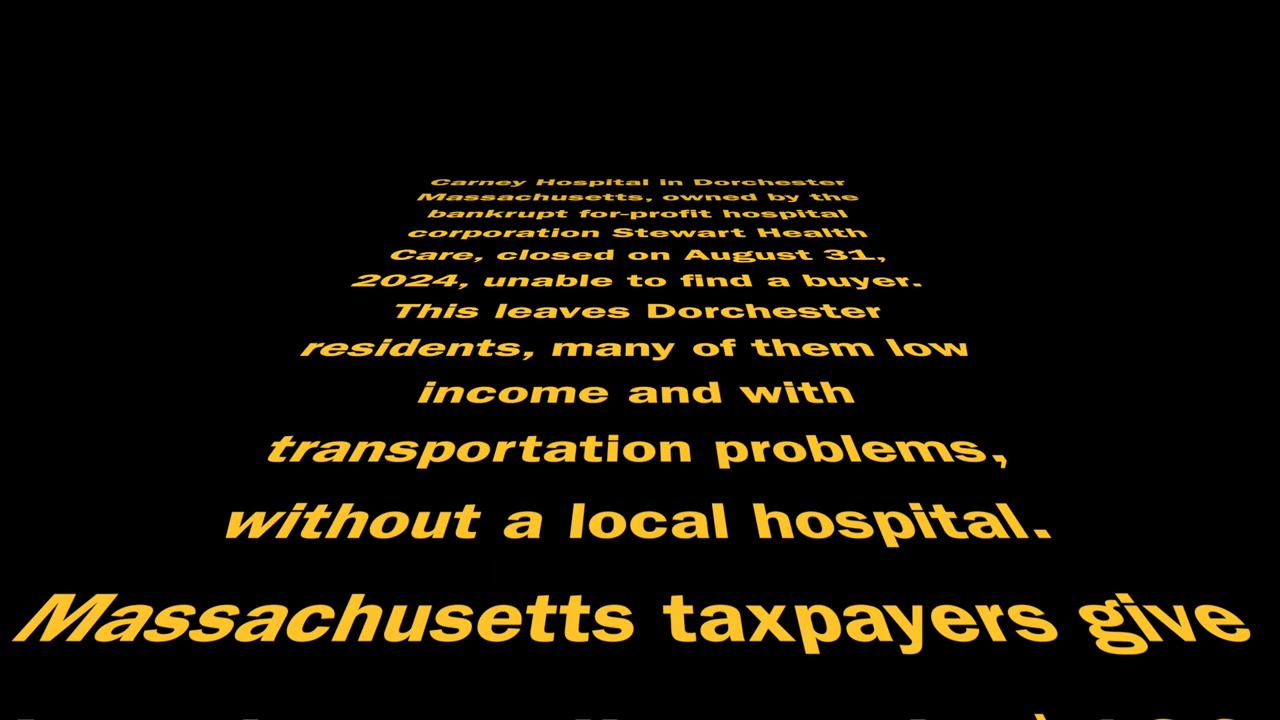 Carney Hospital in Dorchester
Massachusetts, owned by the
bankrupt for-profit hospital
corporation Stewart Health
Care, closed on August 31,
2024, unable to find a buyer.
This leaves Dorchester
residents, many of them low
income and with
transportation problems,
without a local hospital.
Massachusetts taxpayers give